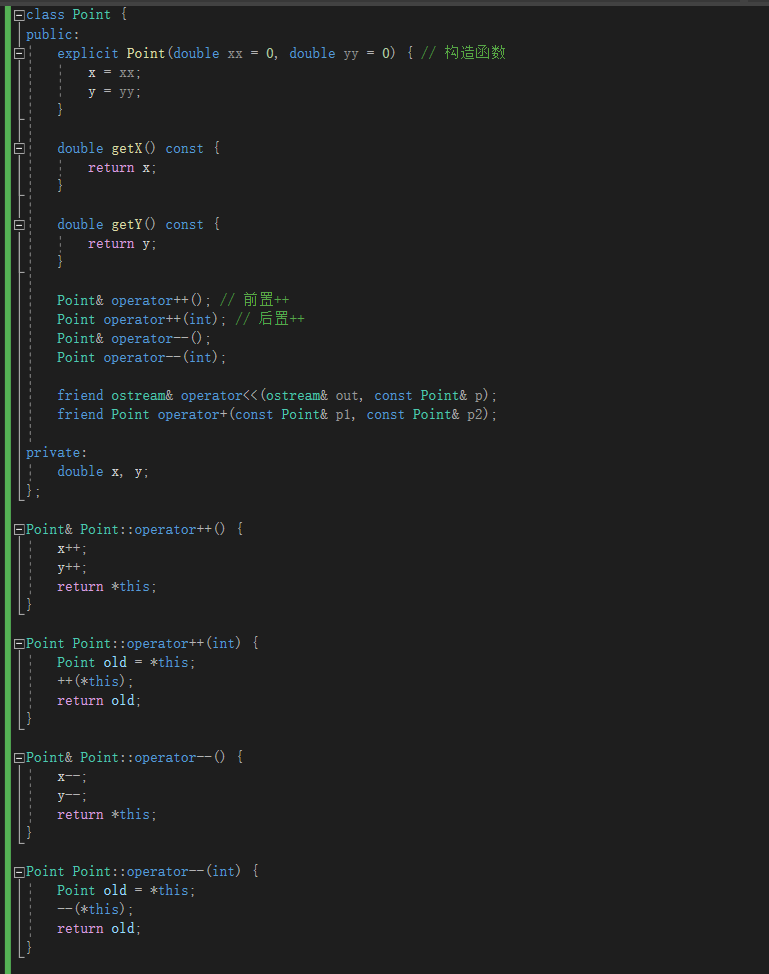 class Point {
public:
    explicit Point(double xx = 0, double yy = 0) { // 构造函数
        x = xx;
        y = yy;
    }
    double getX() const {
        return x;
    }
    double getY() const {
        return y;
    }
    Point& operator++(); // 前置++
    Point operator++(int); // 后置++
    Point& operator--();
    Point operator--(int);
    friend ostream& operator<<(ostream& out, const Point& p);
    friend Point operator+(const Point& p1, const Point& p2);
private:
    double x, y;
};
Point& Point::operator++() {
    x++;
    y++;
    return *this;
}
Point Point::operator++(int) {
    Point old = *this;
    ++(*this);
    return old;
}
Point& Point::operator--() {
    x--;
    y--;
    return *this;
}
Point Point::operator--(int) {
    Point old = *this;
    --(*this);
    return old;
}